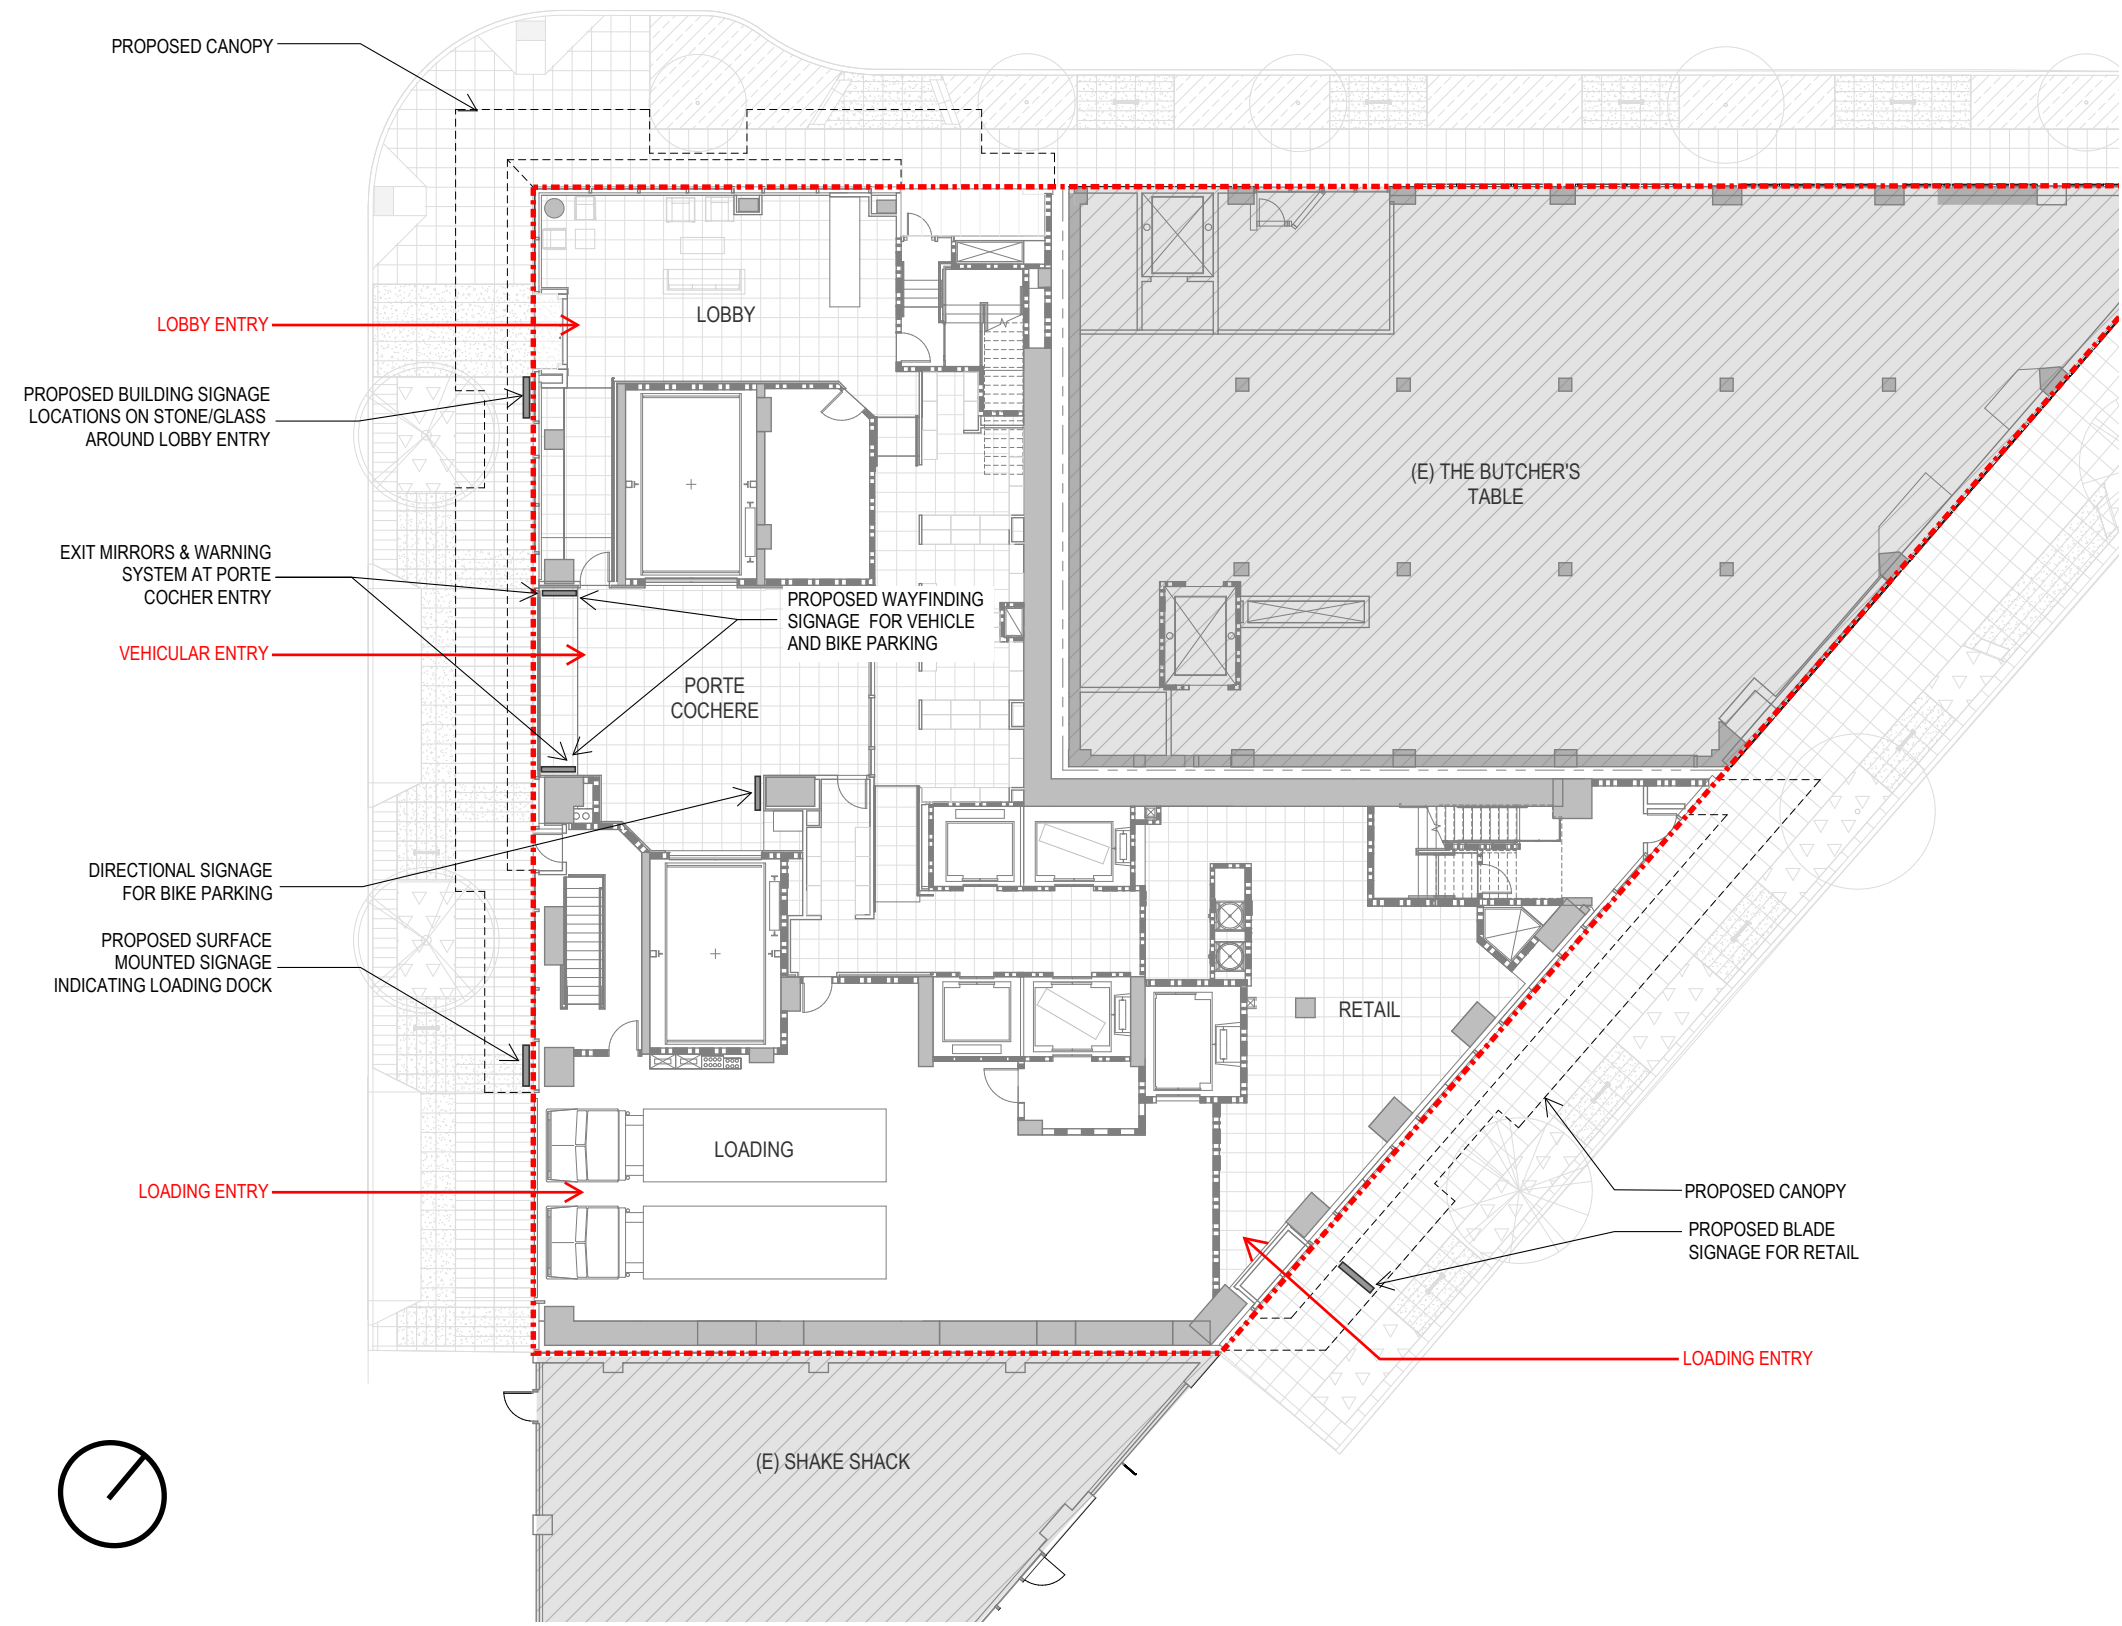 PROPOSED CANOPY
LOBBY ENTRY
LOBBY
PROPOSED BUILDING SIGNAGE
LOCATIONS ON STONE/GLASS
AROUND LOBBY ENTRY
(E) THE BUTCHER'S
TABLE
EXIT MIRRORS & WARNING
SYSTEM AT PORTE
COCHER ENTRY
PROPOSED WAYFINDING
SIGNAGE FOR VEHICLE
AND BIKE PARKING
VEHICULAR ENTRY
PORTE
COCHERE
DIRECTIONAL SIGNAGE
FOR BIKE PARKING
PROPOSED SURFACE
MOUNTED SIGNAGE
INDICATING LOADING DOCK
RETAIL
LOADING
LOADING ENTRY
PROPOSED CANOPY
PROPOSED BLADE
SIGNAGE FOR RETAIL
LOADING ENTRY
(E) SHAKE SHACK